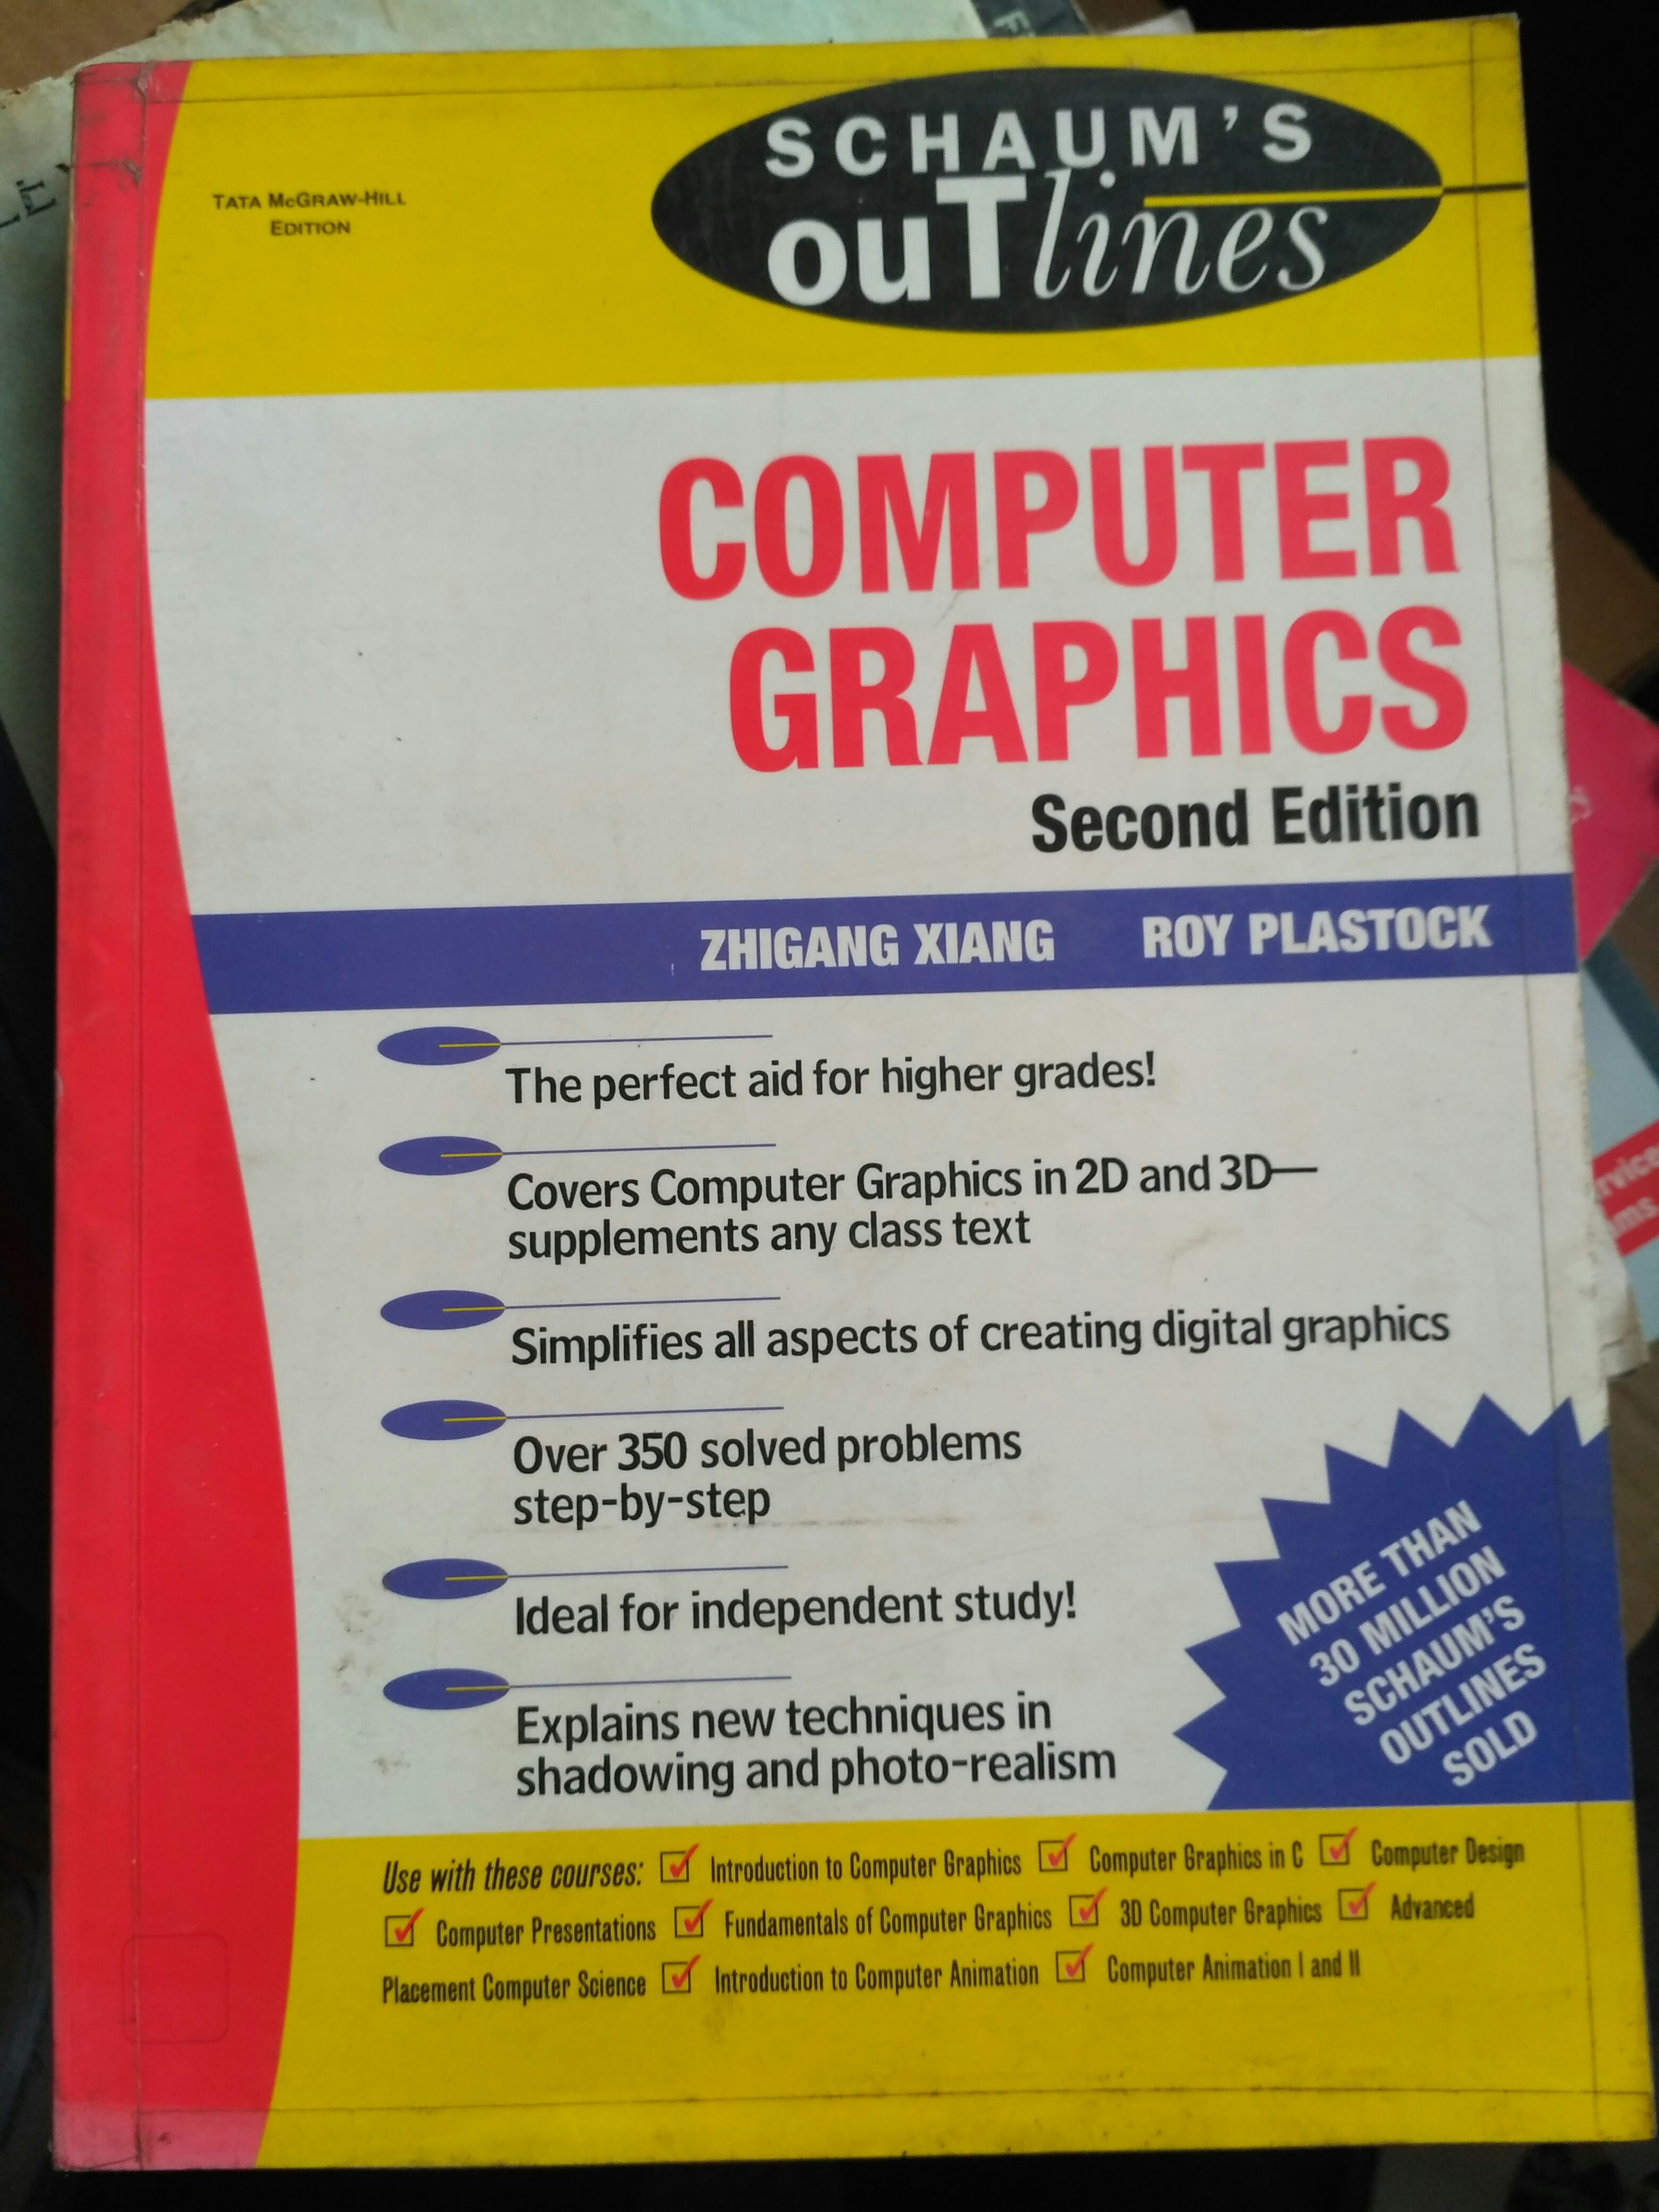 TATA McGRAW-HILL
EDITION
SCHAUM'S
ouTlines
COMPUTER
GRAPHICS
Second Edition
ZHIGANG XIANG ROY PLASTOCK
The perfect aid for higher grades!
Covers Computer Graphics in 2D and 3D—
supplements any class text
Simplifies all aspects of creating digital graphics
Over 350 solved problems
step-by-step
Ideal for independent study!
Explains new techniques in
shadowing and photo-realism
MORE THAN
30 MILLION
SCHAUM'S
OUTLINES
SOLD
Use with these courses: Introduction to Computer Graphics Computer Graphics in C Computer Design
Computer Presentations Fundamentals of Computer Graphics 3D Computer Graphics Advanced
Placement Computer Science Introduction to Computer Animation Computer Animation I and II